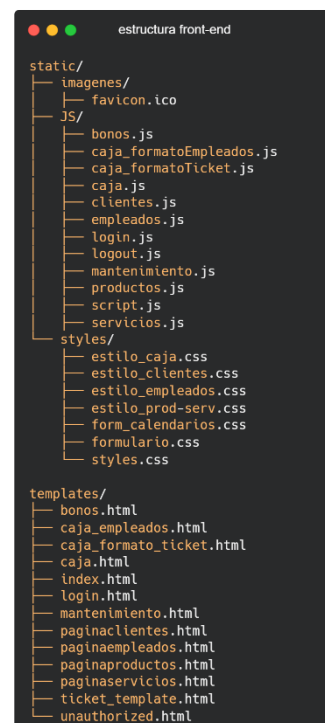 estructura front-end
static/
├── imagenes/
│   ├── favicon.ico
├── JS/
│   ├── bonos.js
│   ├── caja_formatoEmpleados.js
│   ├── caja_formatoTicket.js
│   ├── caja.js
│   ├── clientes.js
│   ├── empleados.js
│   ├── login.js
│   ├── logout.js
│   ├── mantenimiento.js
│   ├── productos.js
│   ├── script.js
│   ├── servicios.js
└── styles/
    ├── estilo_caja.css
    ├── estilo_clientes.css
    ├── estilo_empleados.css
    ├── estilo_prod-serv.css
    ├── form_calendarios.css
    ├── formulario.css
    └── styles.css
templates/
├── bonos.html
├── caja_empleados.html
├── caja_formato_ticket.html
├── caja.html
├── index.html
├── login.html
├── mantenimiento.html
├── paginaclientes.html
├── paginaempleados.html
├── paginaproductos.html
├── paginaservicios.html
├── ticket_template.html
└── unauthorized.html